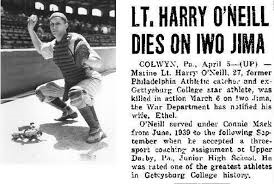 LT. HARRY O'NEILL
DIES ON IWO JIMA
COLWYN, Pa., April 5—(UP) —
Marine Lt. Harry O'Neill, 27, former
Philadelphia Athletic catcher and ex-
Gettysburg College star athlete, was
killed in action March 6 on Iwo Jima,
the War Department has notified
his wife, Ethel.
O'Neill served under Connie Mack
from June, 1939 to the following Sep-
tember when he accepted a three-
sport coaching assignment at Upper
Darby, Pa., Junior High School. He
was rated one of the greatest athletes
in Gettysburg College history.